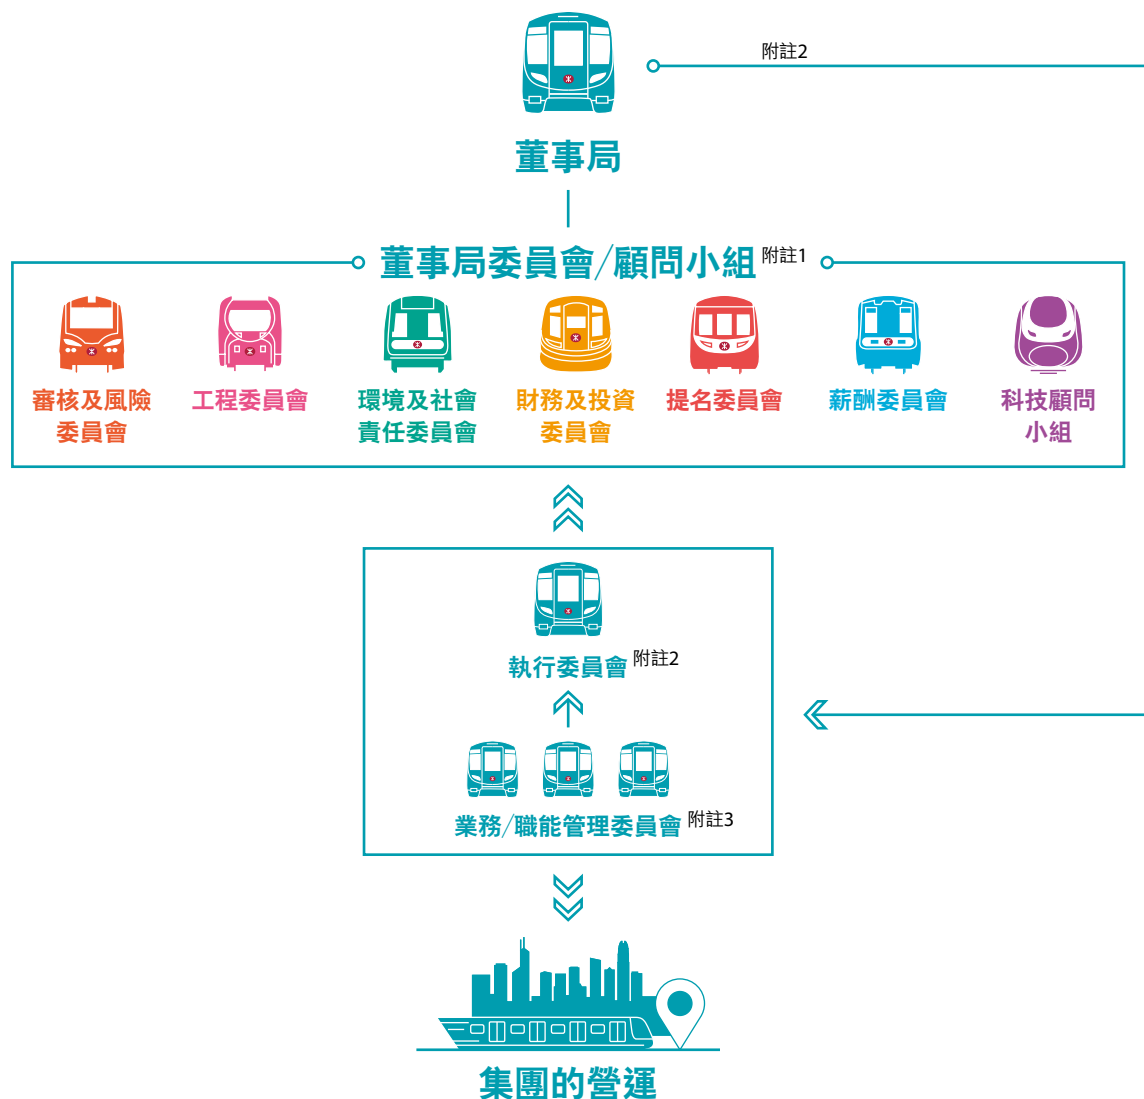 附註2
董事局
董事局委員會/顧問小組 附註1
審核及風險
委員會
工程委員會
環境及社會
責任委員會
財務及投資
委員會
提名委員會
薪酬委員會
科技顧問
小組
執行委員會 附註2
業務/職能管理委員會 附註3
集團的營運